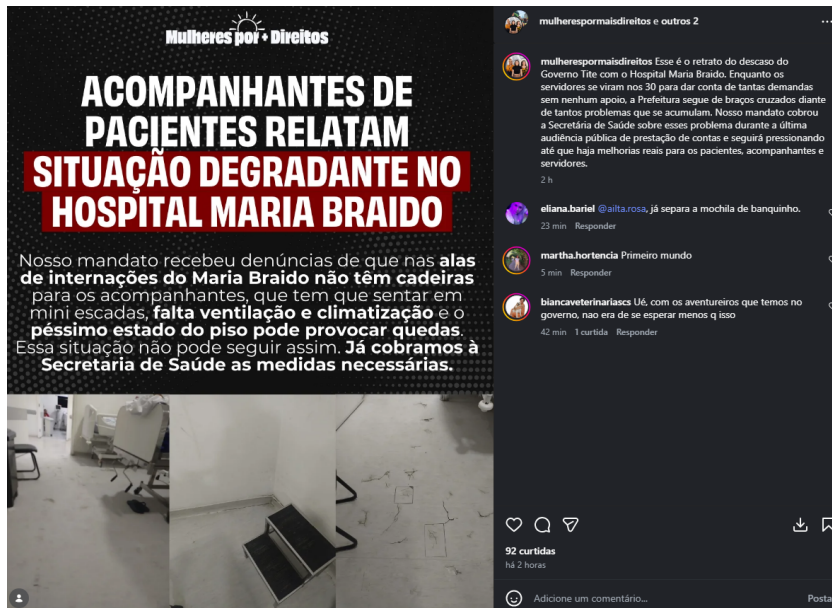 Mulheres por + Direitos
ACOMPANHANTES DE
PACIENTES RELATAM
SITUAÇÃO DEGRADANTE NO
HOSPITAL MARIA BRAIDO
Nosso mandato recebeu denúncias de que nas alas
de internações do Maria Braido não têm cadeiras
para os acompanhantes, que tem que sentar em
mini escadas, falta ventilação e climatização e o
péssimo estado do piso pode provocar quedas.
Essa situação não pode seguir assim. Já cobramos à
Secretaria de Saúde as medidas necessárias.
mulherespormaisdireitos e outros 2
mulherespormaisdireitos Esse é o retrato do descaso do
Governo Tite com o Hospital Maria Braido. Enquanto os
servidores se viram nos 30 para dar conta de tantas demandas
sem nenhum apoio, a Prefeitura segue de braços cruzados diante
de tantos problemas que se acumulam. Nosso mandato cobrou
a Secretária de Saúde sobre esses problema durante a última
audiência pública de prestação de contas e seguirá pressionando
até que haja melhorias reais para os pacientes, acompanhantes e
servidores.
2 h
eliana.bariel @ailta.rosa, já separa a mochila de banquinho.
23 min Responder
martha.hortencia Primeiro mundo
5 min Responder
biancaveterinariascs Ué, com os aventureiros que temos no
governo, nao era de se esperar menos q isso
42 min 1 curtida Responder
92 curtidas
há 2 horas
Adicione um comentário... Posta